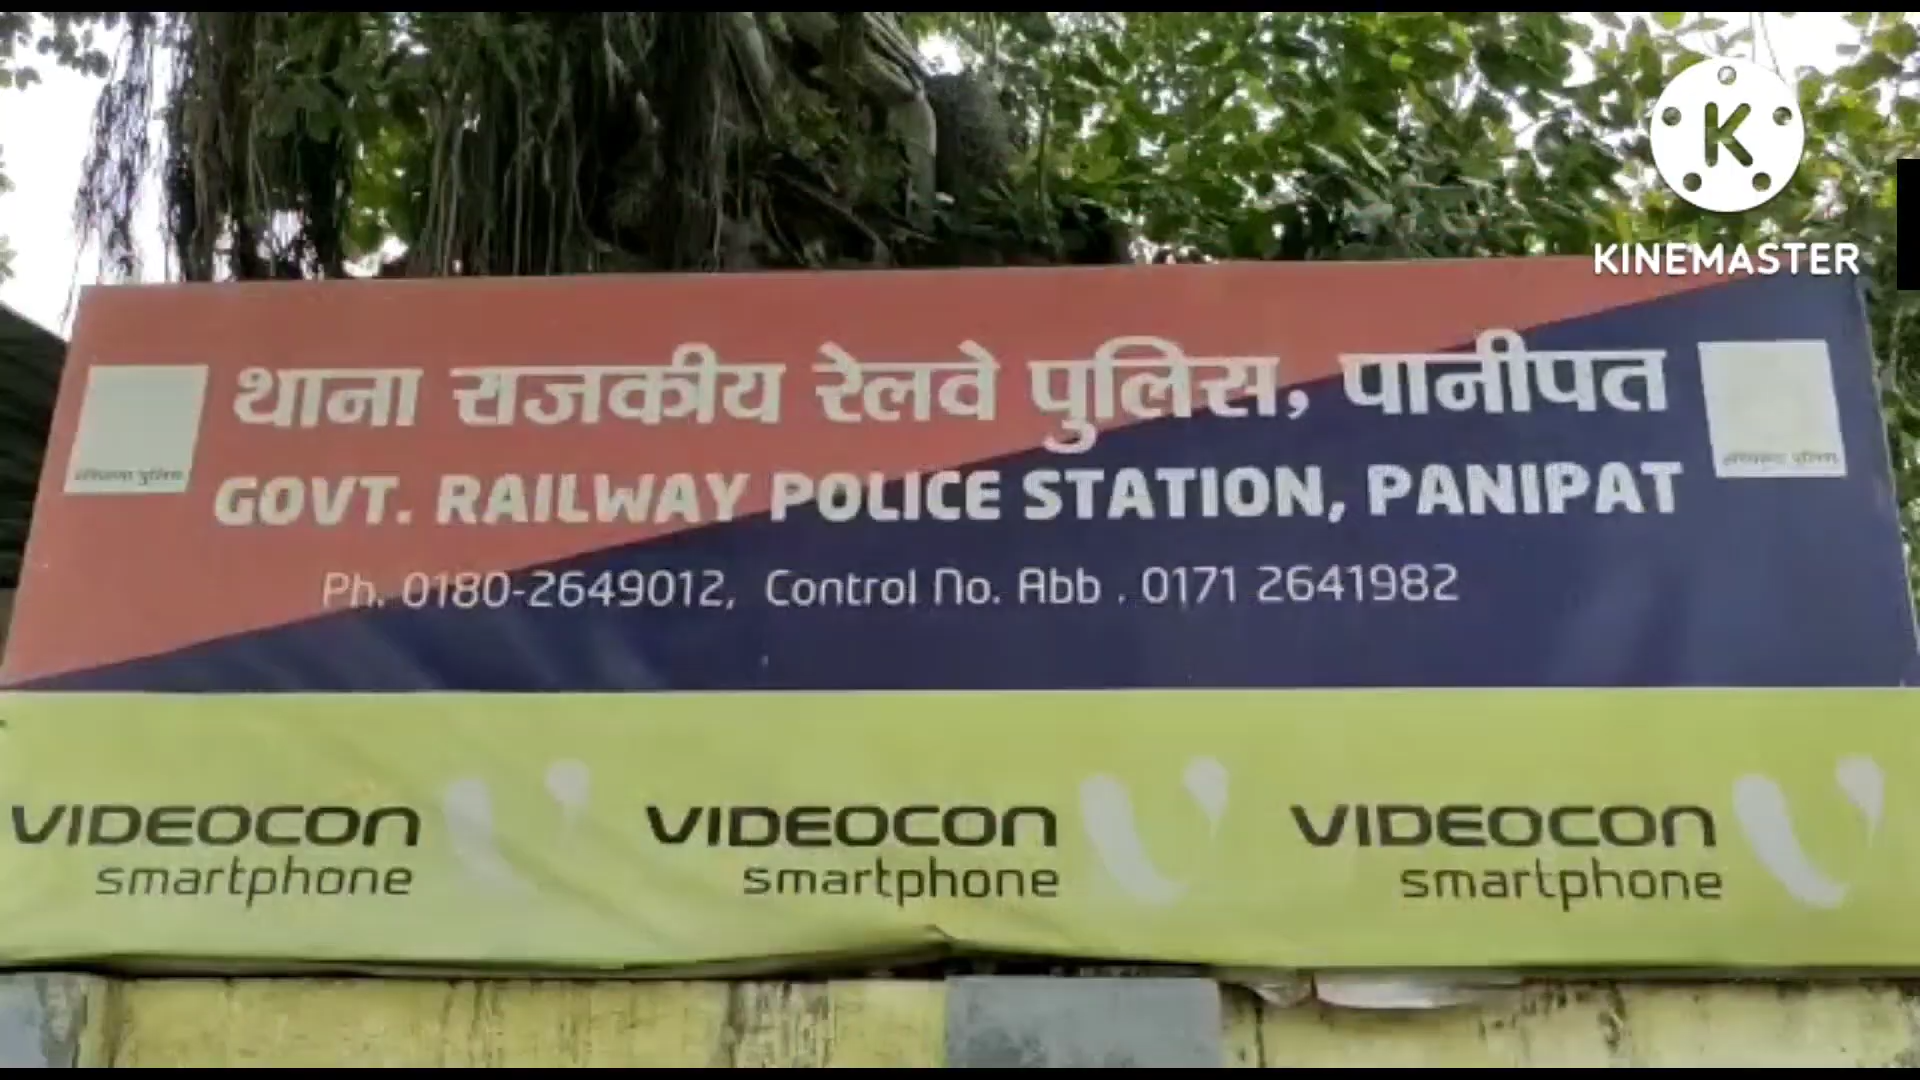 KINEMASTER
थाना राजकीय रेलवे पुलिस, पानीपत
GOVT. RAILWAY POLICE STATION, PANIPAT
Ph. 0180-2649012, Control No. Abb . 0171 2641982
VIDEOCON VIDEOCON VIDEOCON
smartphone smartphone smartphone